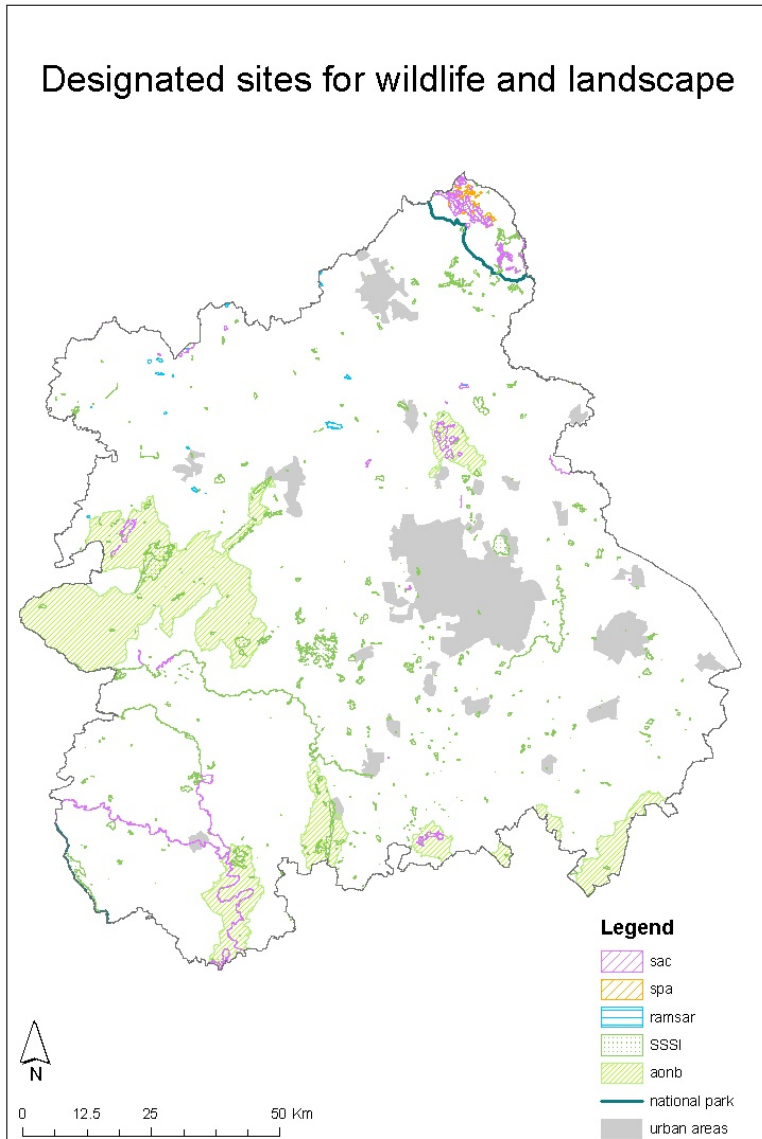 Designated sites for wildlife and landscape
Legend
sac
spa
ramsar
SSSI
aonb
national park
urban areas
N
0 12.5 25 50 Km